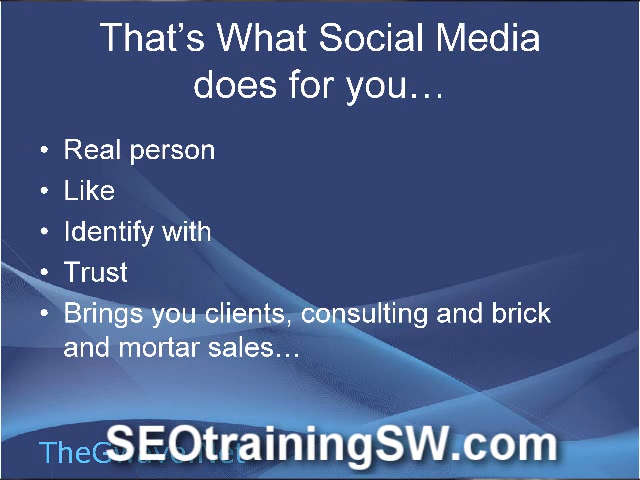 That's What Social Media
does for you…
• Real person
• Like
• Identify with
• Trust
• Brings you clients, consulting and brick
and mortar sales…
SEOtrainingSW.com